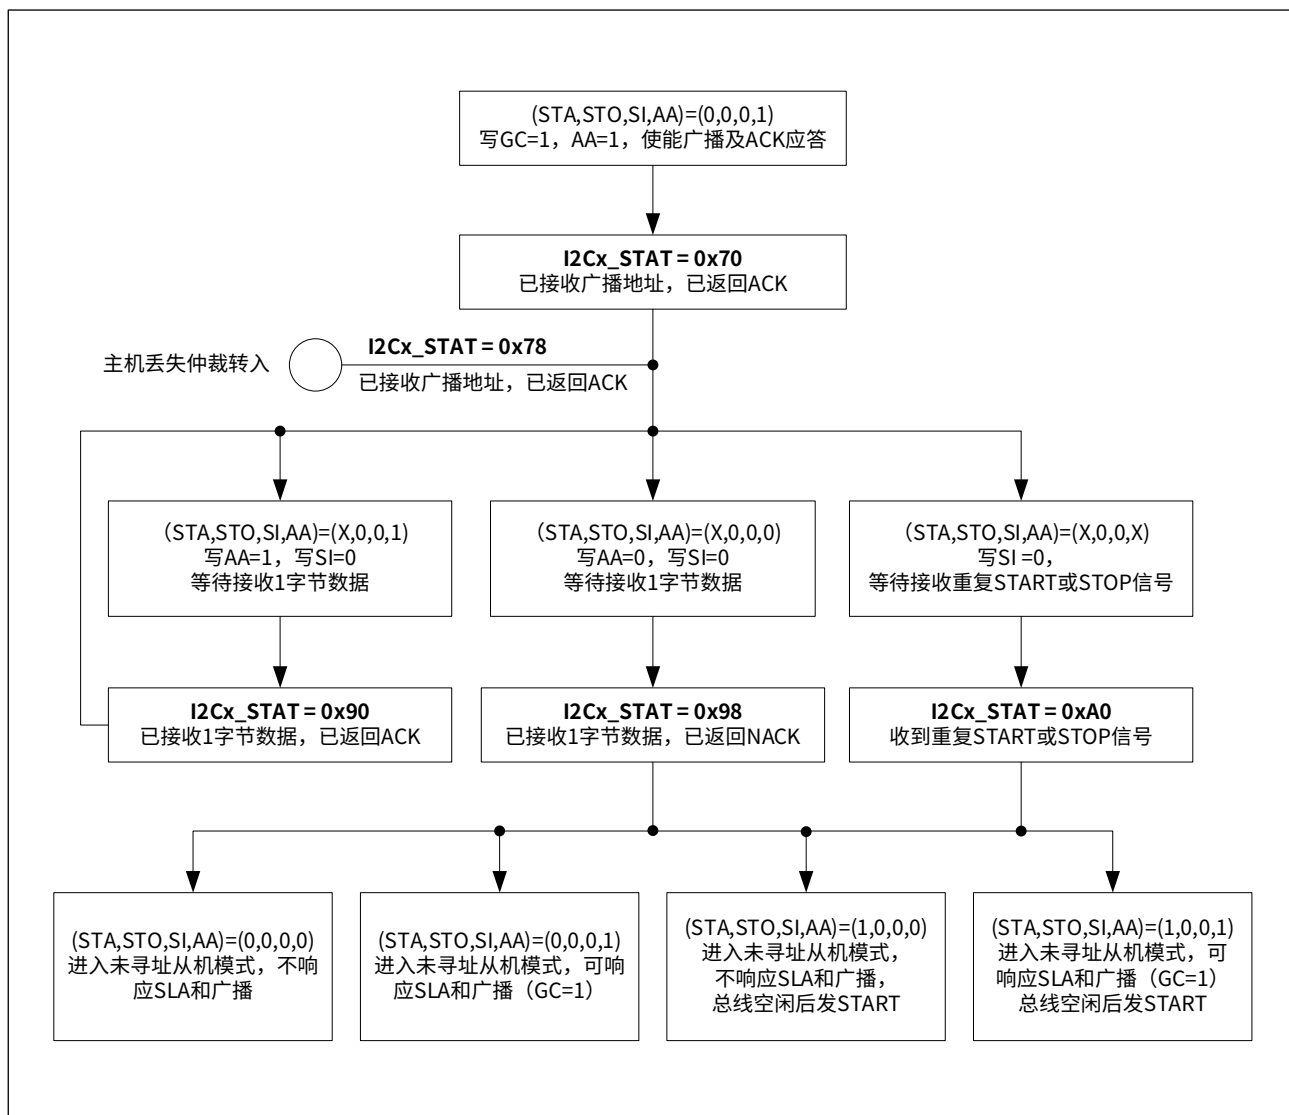 (STA,STO,SI,AA)=(0,0,0,1)
写GC=1，AA=1，使能广播及ACK应答
I2Cx_STAT = 0x70
已接收广播地址，已返回ACK
主机丢失仲裁转入
I2Cx_STAT = 0x78
已接收广播地址，已返回ACK
（STA,STO,SI,AA)=(X,0,0,1)
写AA=1，写SI=0
等待接收1字节数据
（STA,STO,SI,AA)=(X,0,0,0)
写AA=0，写SI=0
等待接收1字节数据
（STA,STO,SI,AA)=(X,0,0,X)
写SI =0，
等待接收重复START或STOP信号
I2Cx_STAT = 0x90
已接收1字节数据，已返回ACK
I2Cx_STAT = 0x98
已接收1字节数据，已返回NACK
I2Cx_STAT = 0xA0
收到重复START或STOP信号
(STA,STO,SI,AA)=(0,0,0,0)
进入未寻址从机模式，不响
应SLA和广播
(STA,STO,SI,AA)=(0,0,0,1)
进入未寻址从机模式，可响
应SLA和广播（GC=1）
(STA,STO,SI,AA)=(1,0,0,0)
进入未寻址从机模式，
不响应SLA和广播，
总线空闲后发START
(STA,STO,SI,AA)=(1,0,0,1)
进入未寻址从机模式，可
响应SLA和广播（GC=1）
总线空闲后发START